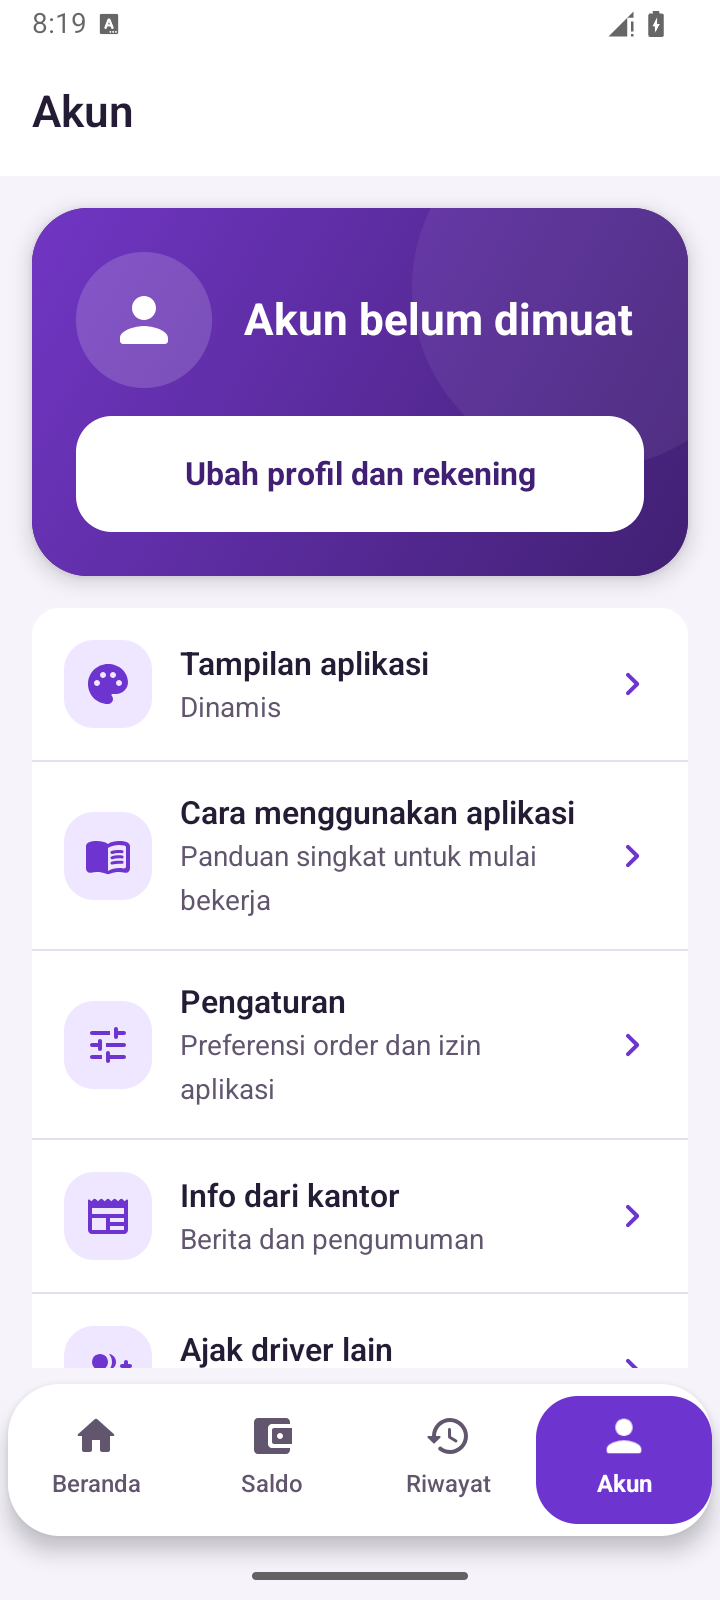 8:19
Akun
Akun belum dimuat
Ubah profil dan rekening
Tampilan aplikasi
Dinamis
Cara menggunakan aplikasi
Panduan singkat untuk mulai
bekerja
Pengaturan
Preferensi order dan izin
aplikasi
Info dari kantor
Berita dan pengumuman
Ajak driver lain
Beranda
Saldo
Riwayat
Akun